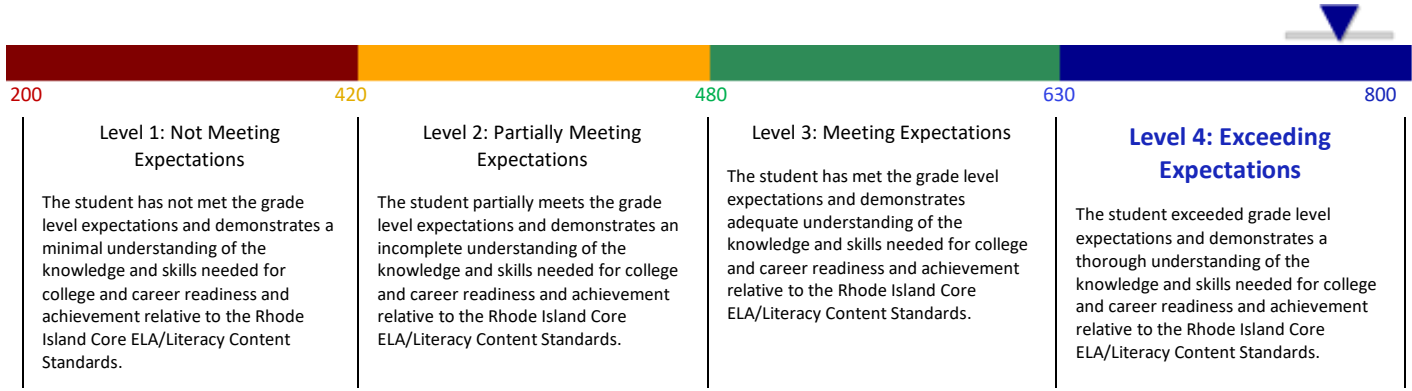 200 420 480 630 800
Level 1: Not Meeting
Expectations
The student has not met the grade
level expectations and demonstrates a
minimal understanding of the
knowledge and skills needed for
college and career readiness and
achievement relative to the Rhode
Island Core ELA/Literacy Content
Standards.
Level 2: Partially Meeting
Expectations
The student partially meets the grade
level expectations and demonstrates an
incomplete understanding of the
knowledge and skills needed for college
and career readiness and achievement
relative to the Rhode Island Core
ELA/Literacy Content Standards.
Level 3: Meeting Expectations
The student has met the grade level
expectations and demonstrates
adequate understanding of the
knowledge and skills needed for college
and career readiness and achievement
relative to the Rhode Island Core
ELA/Literacy Content Standards.
Level 4: Exceeding
Expectations
The student exceeded grade level
expectations and demonstrates a
thorough understanding of the
knowledge and skills needed for college
and career readiness and achievement
relative to the Rhode Island Core
ELA/Literacy Content Standards.